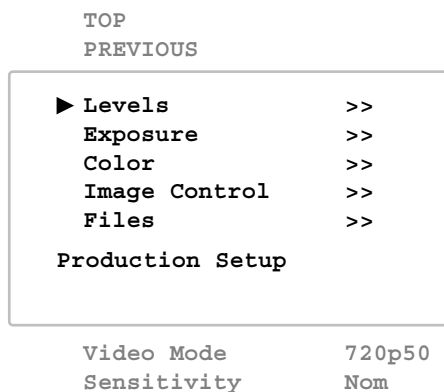 TOP
PREVIOUS
▶ Levels >>
Exposure >>
Color >>
Image Control >>
Files >>
Production Setup
Video Mode 720p50
Sensitivity Nom